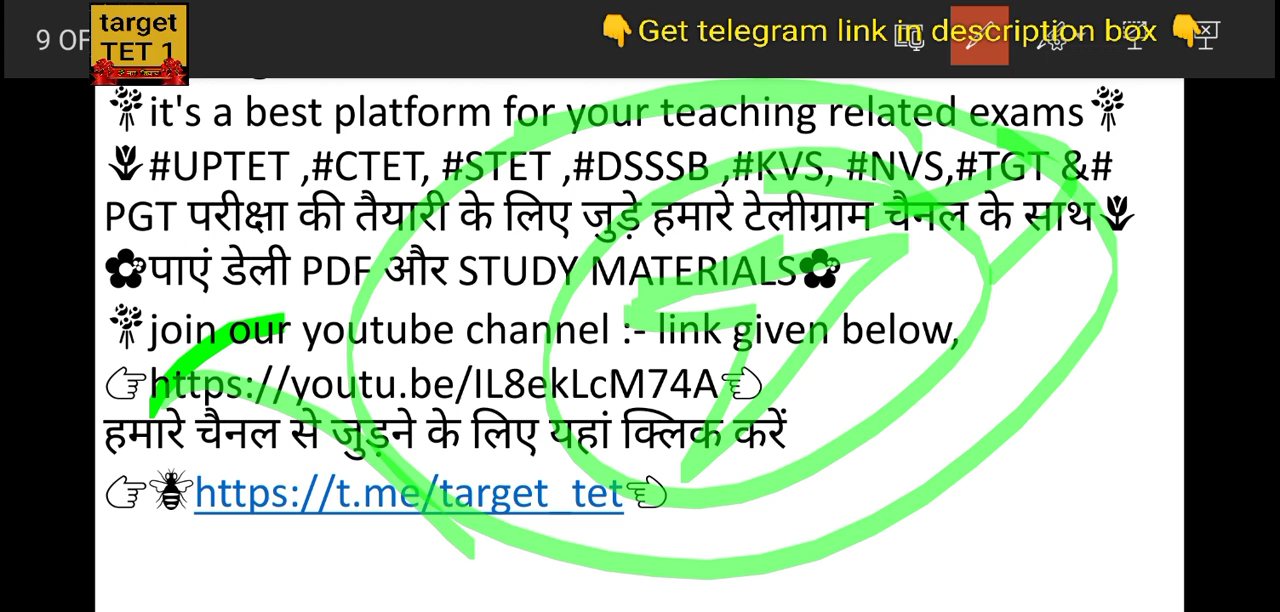 9 OF
target
TET 1
👇Get telegram link in description box 👇
it's a best platform for your teaching related exams
#UPTET ,#CTET, #STET ,#DSSSB ,#KVS, #NVS,#TGT &#
PGT परीक्षा की तैयारी के लिए जुड़े हमारे टेलीग्राम चैनल के साथ
पाएं डेली PDF और STUDY MATERIALS
join our youtube channel :- link given below,
👉https://youtu.be/IL8ekLcM74A👈
हमारे चैनल से जुड़ने के लिए यहां क्लिक करें
👉https://t.me/target_tet👈